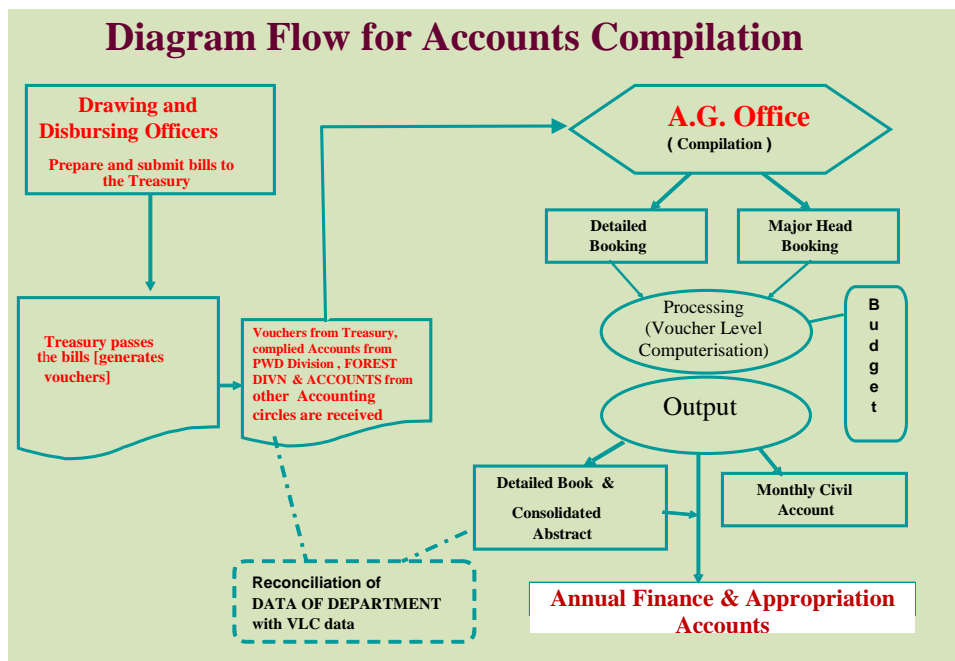 Diagram Flow for Accounts Compilation
Drawing and
Disbursing Officers
Prepare and submit bills to
the Treasury
Treasury passes
the bills [generates
vouchers]
Vouchers from Treasury,
complied Accounts from
PWD Division , FOREST
DIVN & ACCOUNTS from
other Accounting
circles are received
A.G. Office
( Compilation )
Detailed
Booking
Major Head
Booking
Processing
(Voucher Level
Computerisation)
B
u
d
g
e
t
Output
Detailed Book &
Consolidated
Abstract
Monthly Civil
Account
Reconciliation of
DATA OF DEPARTMENT
with VLC data
Annual Finance & Appropriation
Accounts